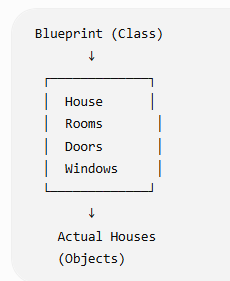 Blueprint (Class)
↓
House
Rooms
Doors
Windows
↓
Actual Houses
(Objects)